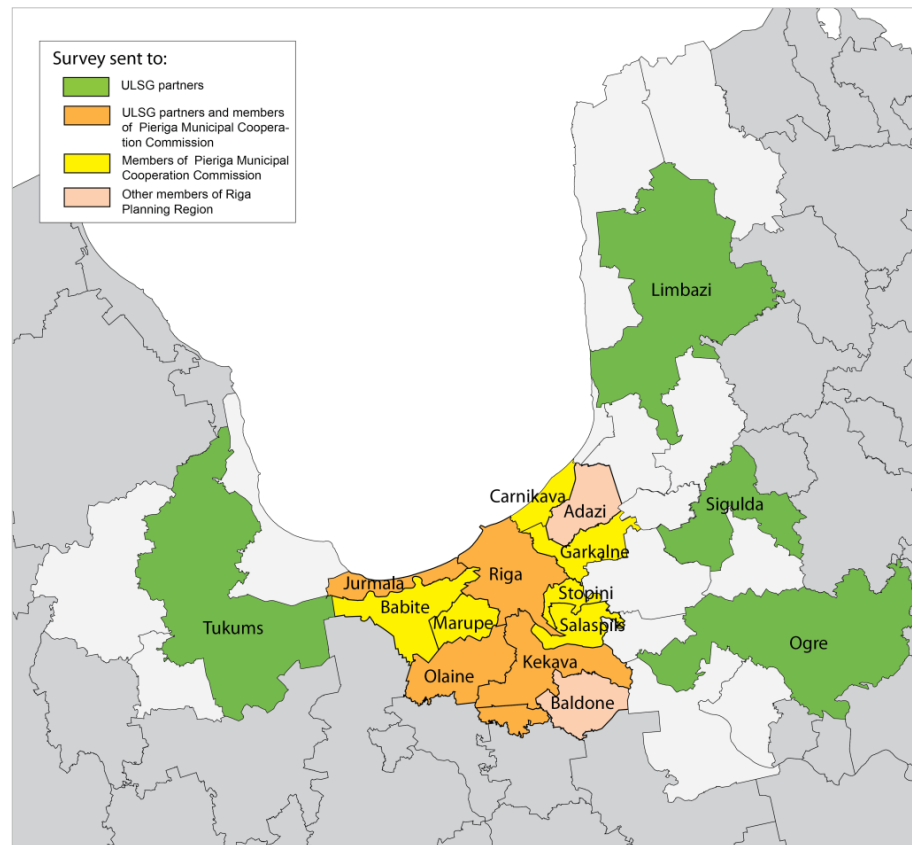 Survey sent to:
ULSG partners
ULSG partners and members
of Pieriga Municipal Coopera-
tion Commission
Members of Pieriga Municipal
Cooperation Commission
Other members of Riga
Planning Region
Limbazi
Carnikava
Adazi
Sigulda
Garkalne
Jurmala
Riga
Stopini
Babite
Marupe
Salaspils
Tukums
Ogre
Kekava
Olaine
Baldone